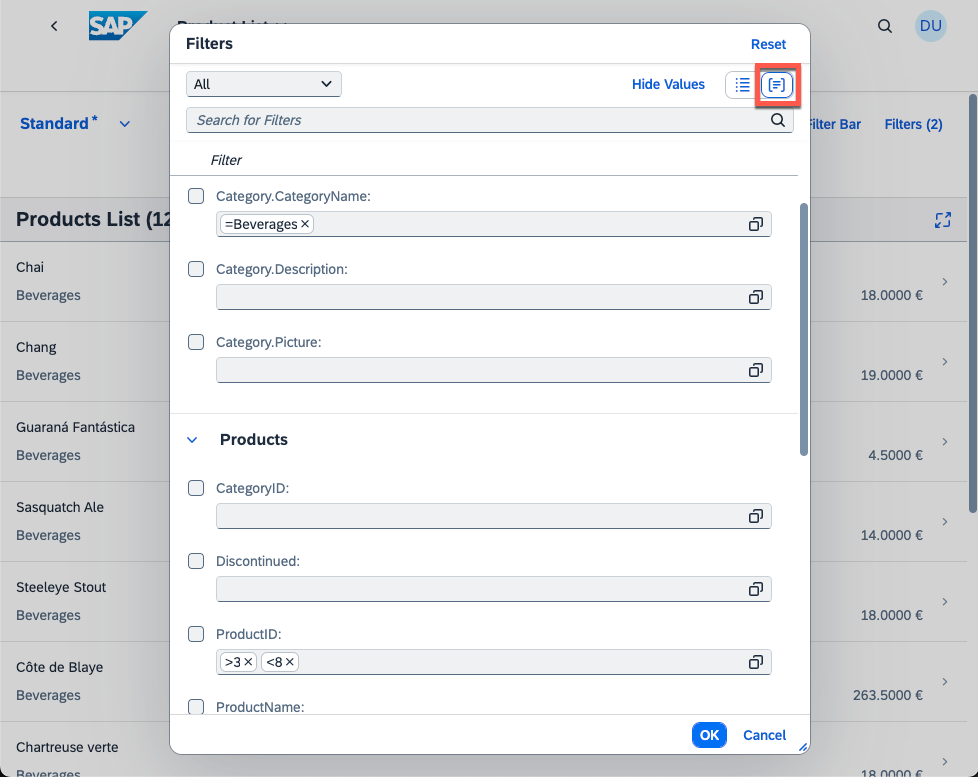 SAP
DU
Filters
Reset
All
Hide Values
Standard *
Search for Filters
Filter Bar
Filters (2)
Filter
Category.CategoryName:
Products List (12
=Beverages
Category.Description:
Chai
Beverages
18.0000 €
Category.Picture:
Chang
Beverages
19.0000 €
Products
Guaraná Fantástica
Beverages
4.5000 €
CategoryID:
Sasquatch Ale
Beverages
14.0000 €
Discontinued:
Steeleye Stout
Beverages
18.0000 €
ProductID:
>3
<8
Côte de Blaye
Beverages
263.5000 €
ProductName:
OK
Cancel
Chartreuse verte
Beverages
18.0000 €